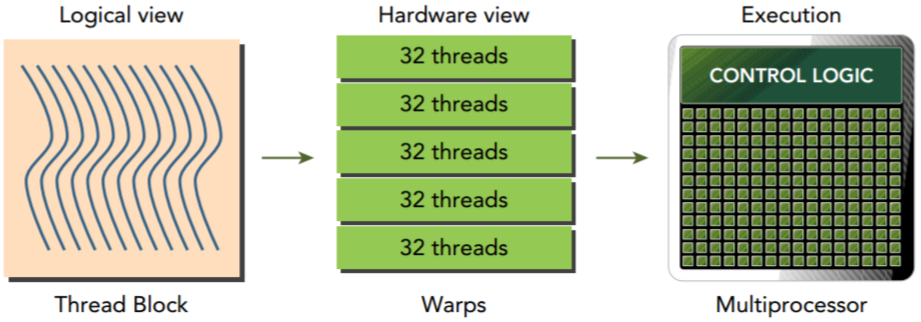 Logical view
Hardware view
Execution
32 threads
32 threads
32 threads
32 threads
32 threads
CONTROL LOGIC
Thread Block
Warps
Multiprocessor